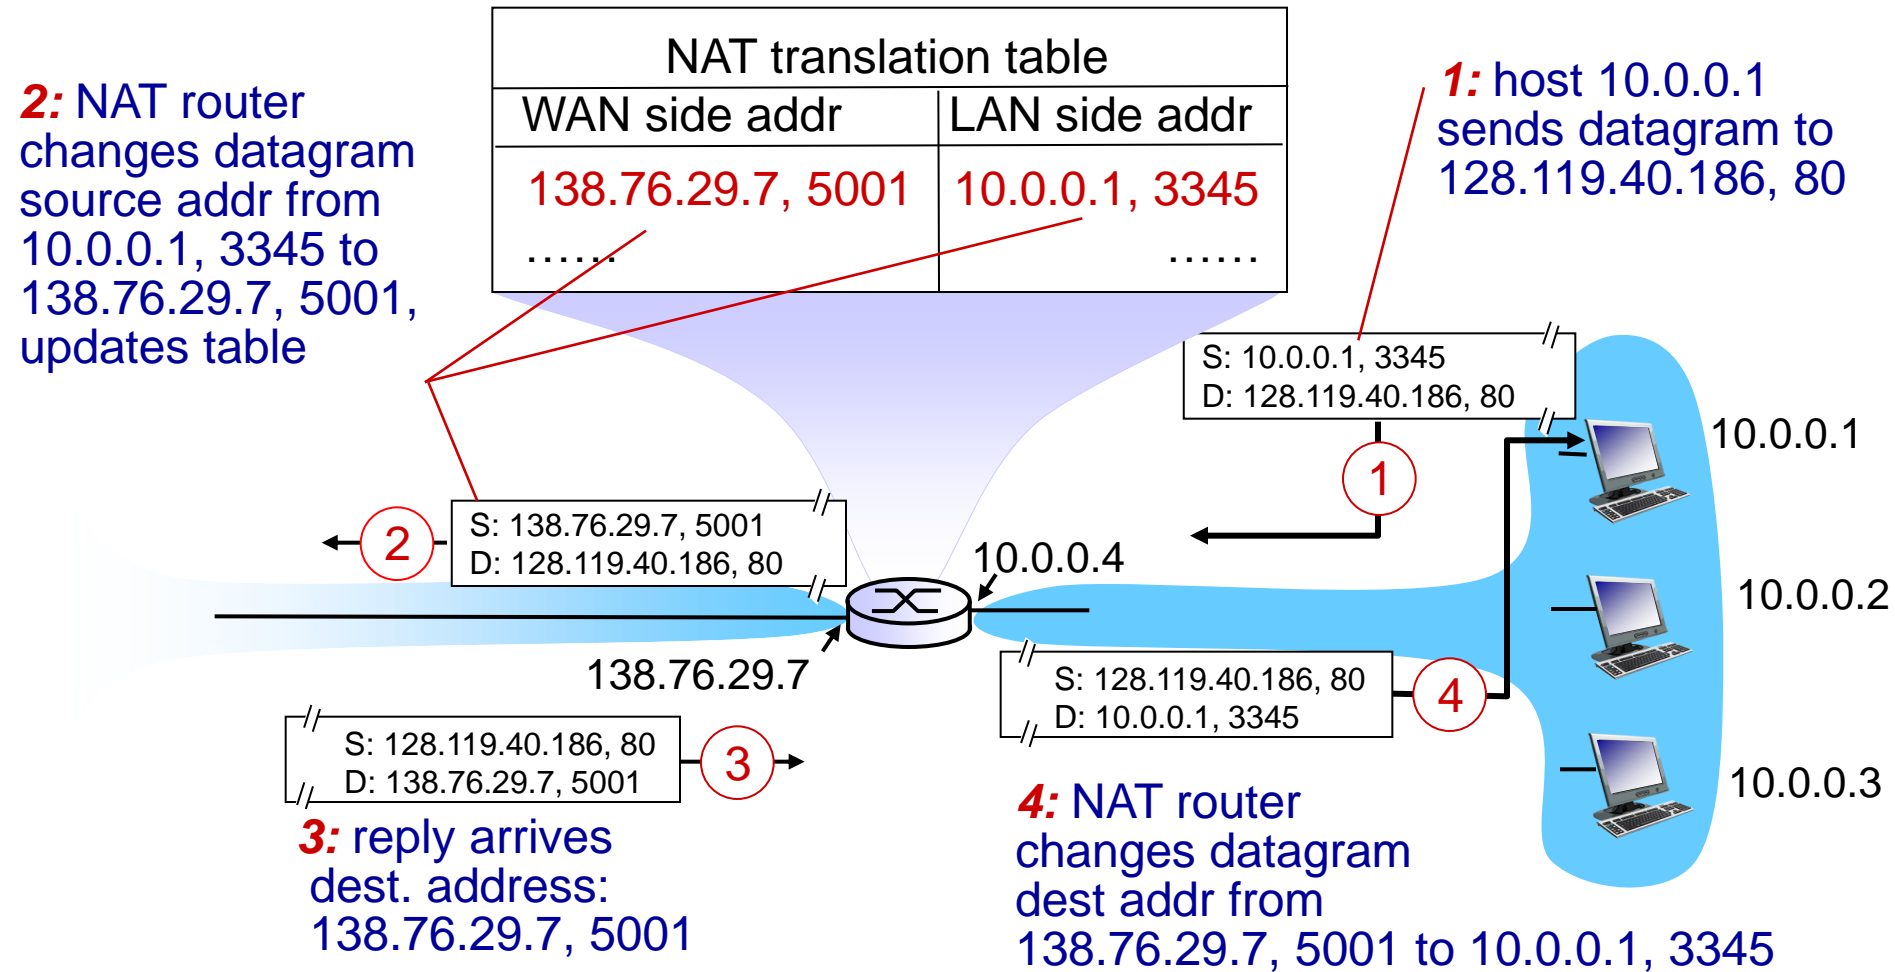 NAT translation table
WAN side addr
LAN side addr
138.76.29.7, 5001
10.0.0.1, 3345
......
......
2: NAT router
changes datagram
source addr from
10.0.0.1, 3345 to
138.76.29.7, 5001,
updates table
1: host 10.0.0.1
sends datagram to
128.119.40.186, 80
S: 10.0.0.1, 3345
D: 128.119.40.186, 80
1
10.0.0.1
S: 138.76.29.7, 5001
D: 128.119.40.186, 80
2
10.0.0.4
10.0.0.2
138.76.29.7
S: 128.119.40.186, 80
D: 10.0.0.1, 3345
4
S: 128.119.40.186, 80
D: 138.76.29.7, 5001
3
10.0.0.3
3: reply arrives
dest. address:
138.76.29.7, 5001
4: NAT router
changes datagram
dest addr from
138.76.29.7, 5001 to 10.0.0.1, 3345